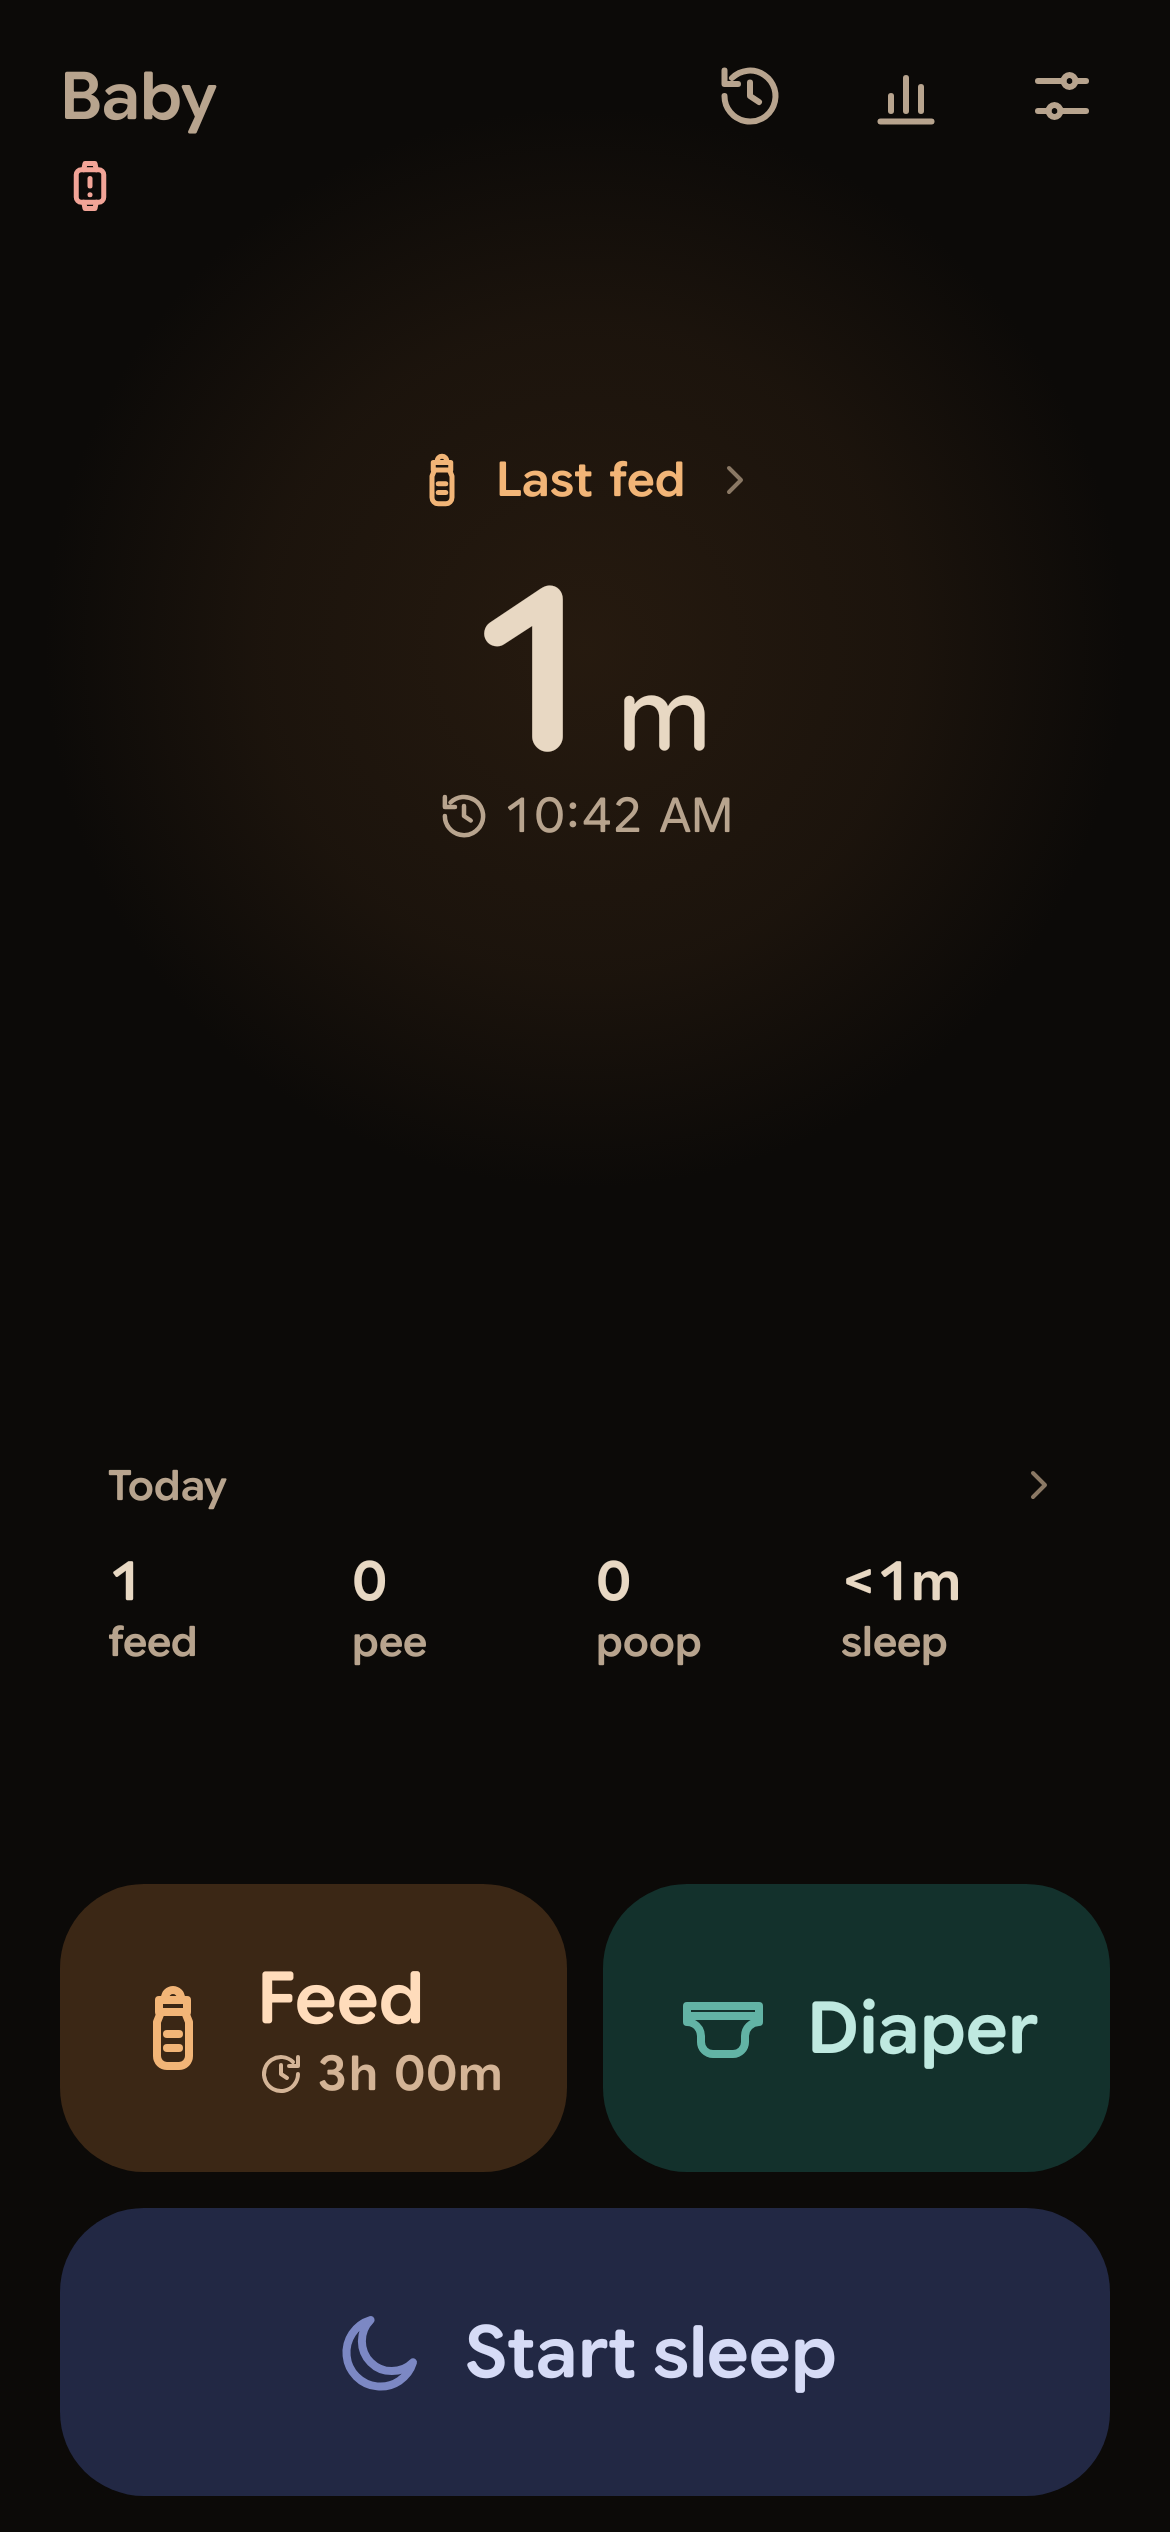 Baby
Last fed
1 m
10:42 AM
Today
1 0 0 <1m
feed pee poop sleep
Feed
3h 00m
Diaper
Start sleep